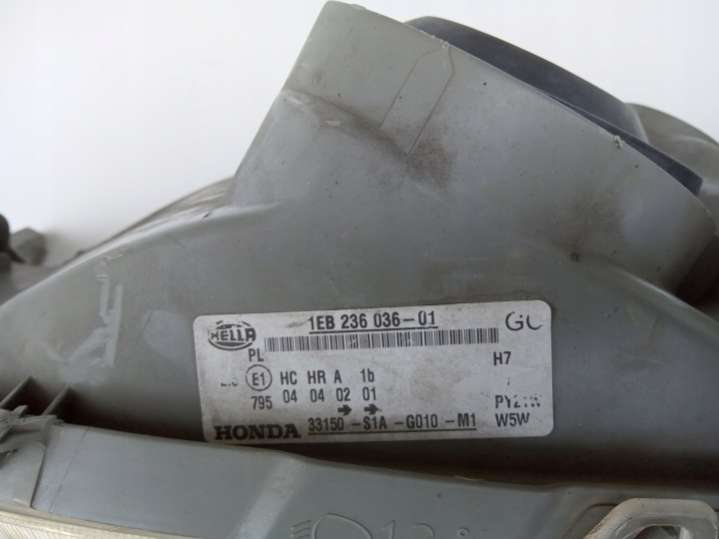 HELLA
1EB 236 036-01
GC
PL
H7
E1 HC HR A 1b
795 04 04 02 01
HONDA 33150-S1A-G010-M1
W5W